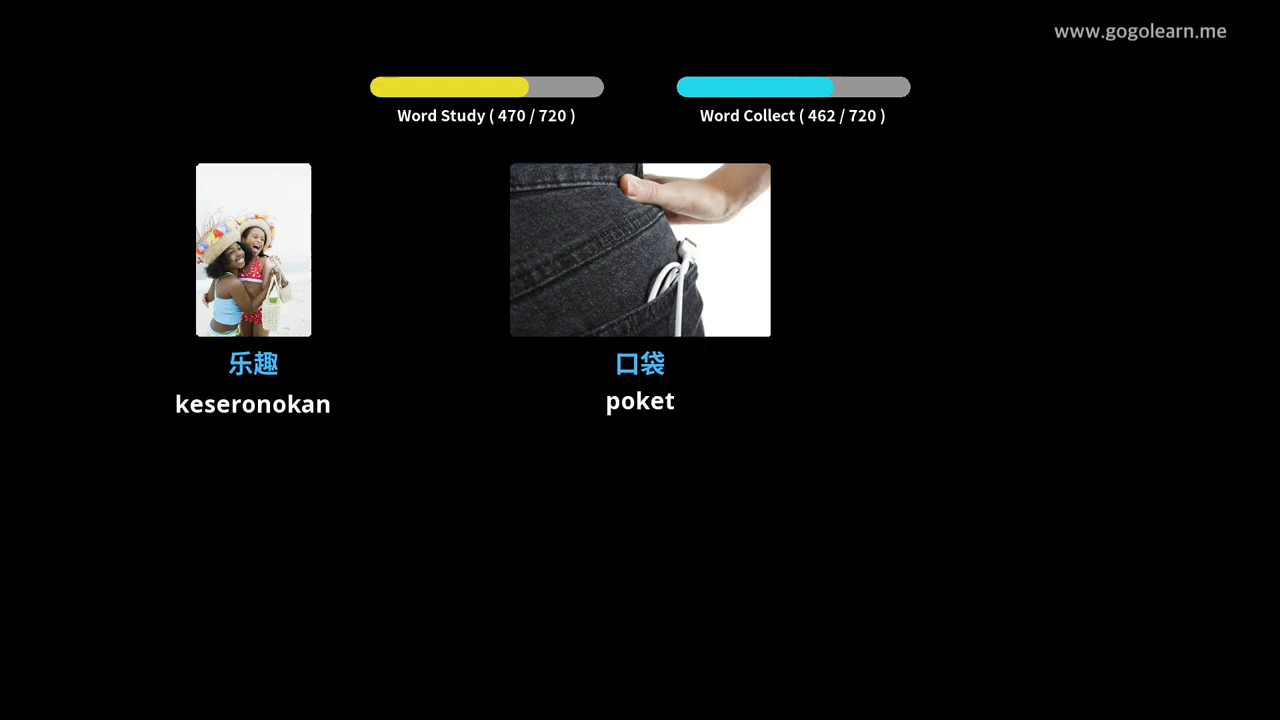 www.gogolearn.me
Word Study ( 470 / 720 )
Word Collect ( 462 / 720 )
乐趣
口袋
keseronokan
poket